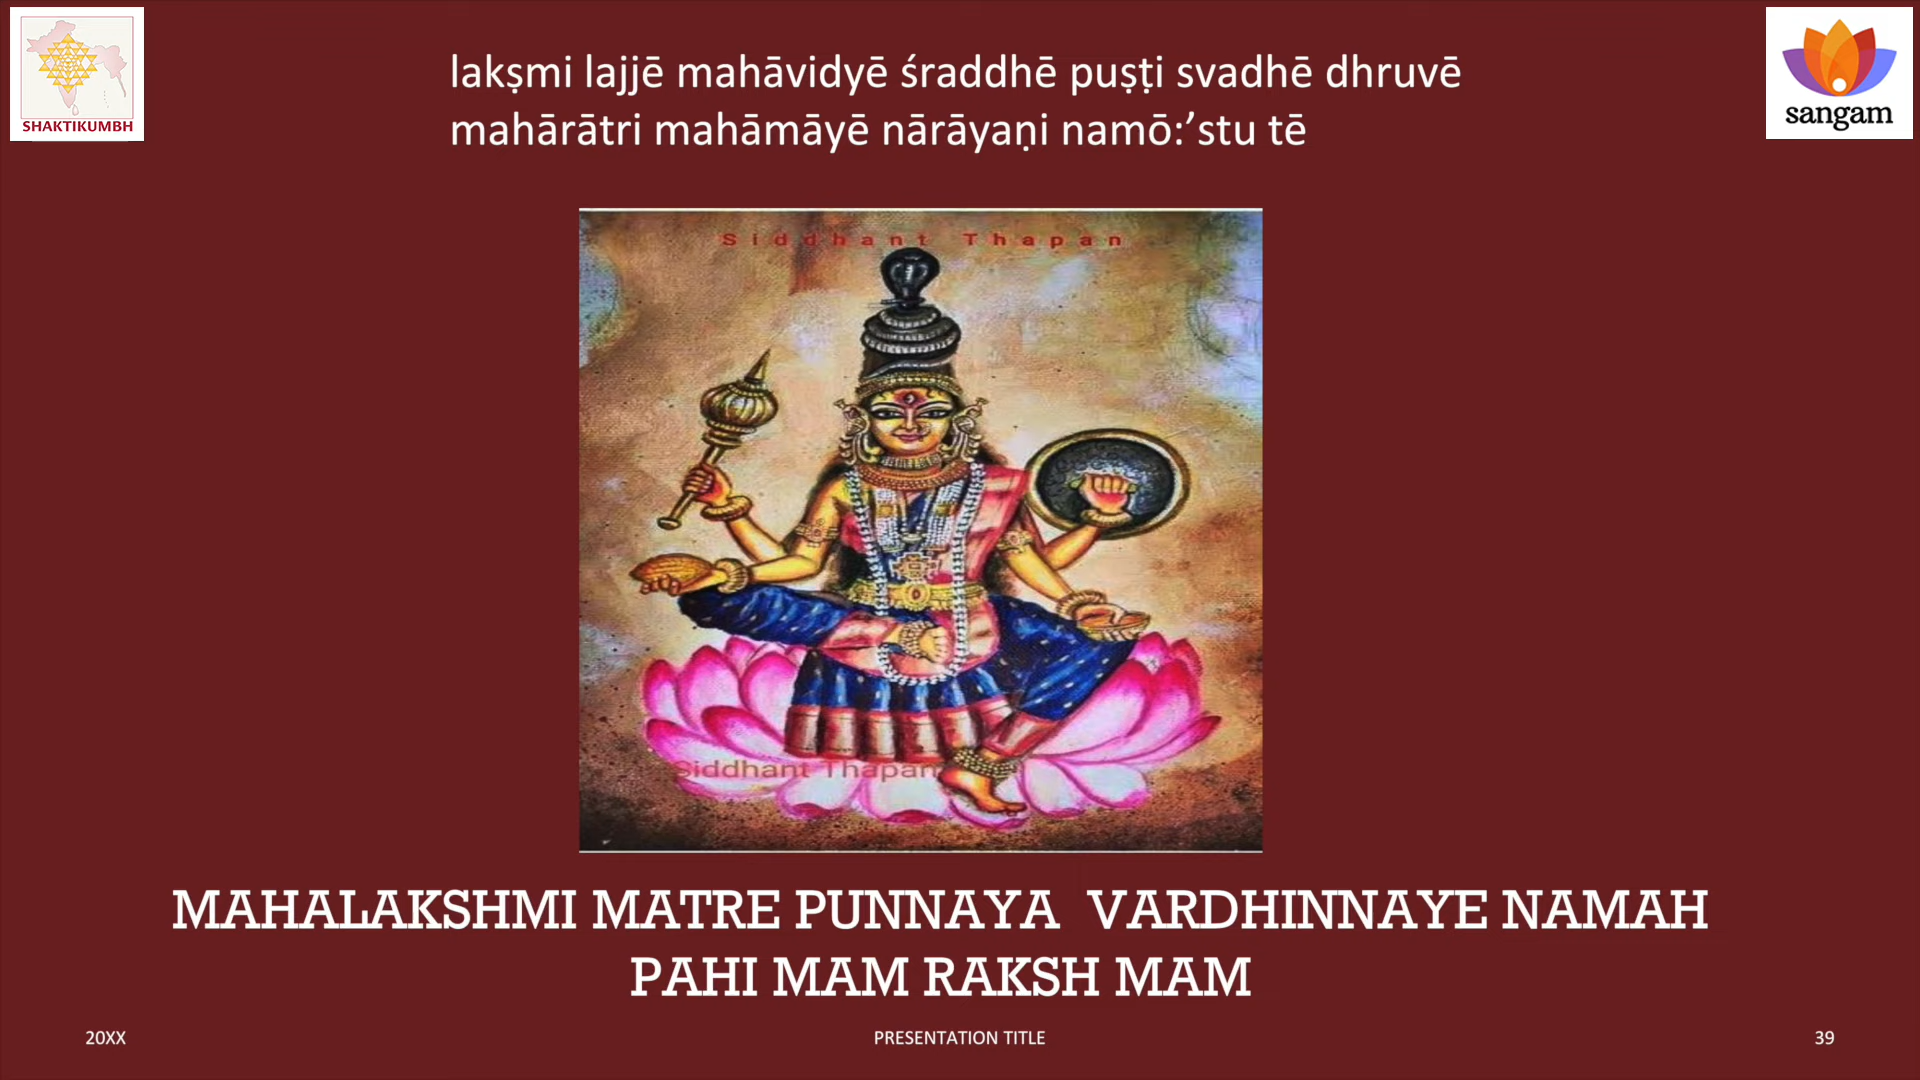 SHAKTIKUMBH
lakṣmi lajjē mahāvidyē śraddhē puṣṭi svadhē dhruvē
mahārātri mahāmāyē nārāyaṇi namō:’stu tē
sangam
Siddhant Thapan
Siddhant Thapan
MAHALAKSHMI MATRE PUNNAYA  VARDHINNAYE NAMAH
PAHI MAM RAKSH MAM
20XX
PRESENTATION TITLE
39